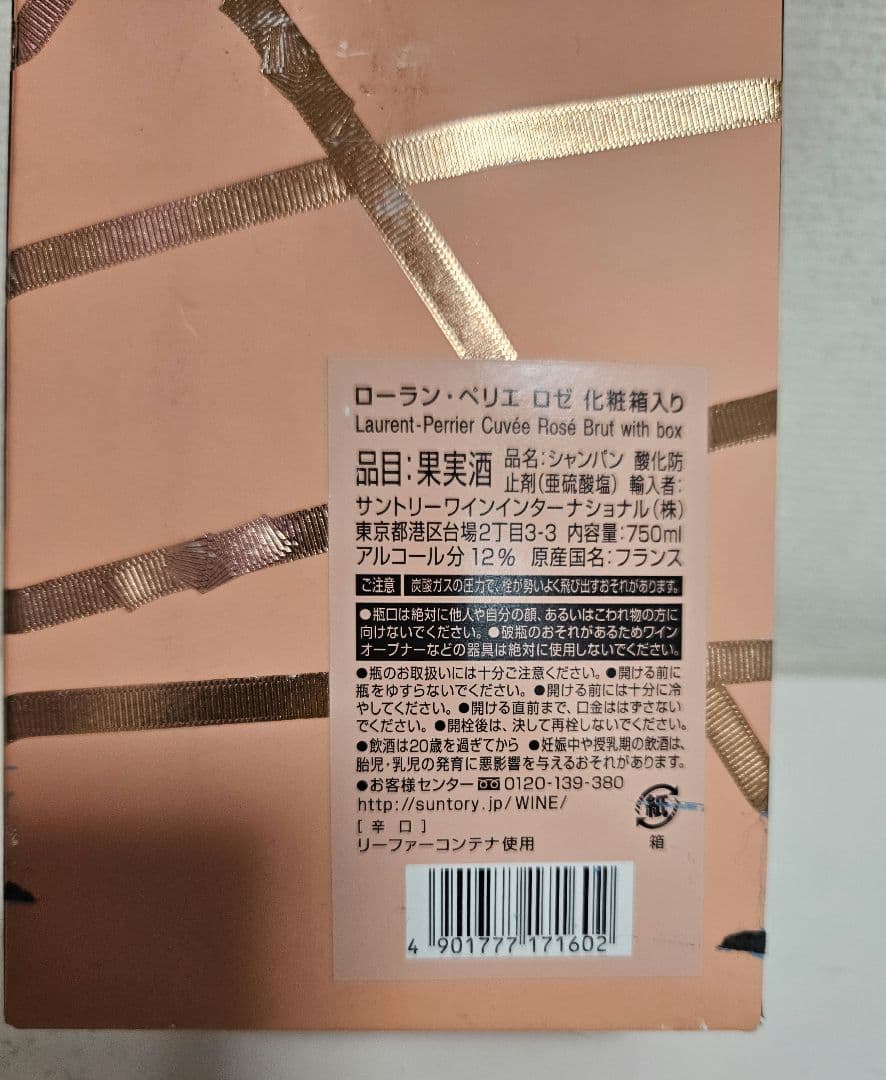 ローラン・ペリエ ロゼ 化粧箱入り
Laurent-Perrier Cuvée Rosé Brut with box
品目:果実酒 品名:シャンパン 酸化防
止剤(亜硫酸塩) 輸入者:
サントリーワインインターナショナル(株)
東京都港区台場2丁目3-3 内容量:750ml
アルコール分12% 原産国名:フランス
ご注意 炭酸ガスの圧力で、栓が勢いよく飛び出すおそれがあります。
●瓶口は絶対に他人や自分の顔、あるいはこわれ物の方に
向けないでください。●破瓶のおそれがあるためワイン
オープナーなどの器具は絶対に使用しないでください。
●瓶のお取扱いには十分ご注意ください。●開ける前に
瓶をゆすらないでください。●開ける前には十分に冷
やしてください。●開ける直前まで、口金ははずさない
でください。●開栓後は、決して再栓しないでください。
●飲酒は20歳を過ぎてから ●妊娠中や授乳期の飲酒は、
胎児・乳児の発育に悪影響を与えるおそれがあります。
●お客様センター 0120-139-380
http://suntory.jp/WINE/
[辛口]
リーファーコンテナ使用
紙
箱
4 901777 171602